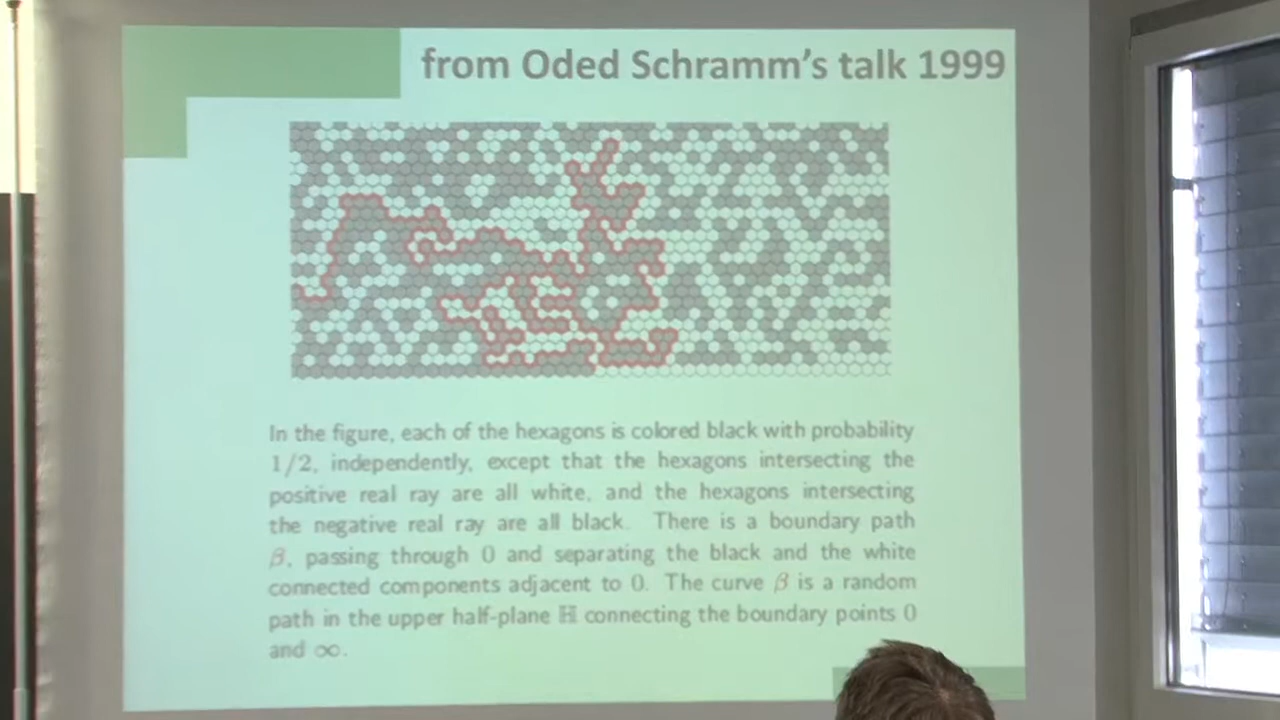 from Oded Schramm's talk 1999
In the figure, each of the hexagons is colored black with probability
1/2, independently, except that the hexagons intersecting the
positive real ray are all white, and the hexagons intersecting
the negative real ray are all black. There is a boundary path
β, passing through 0 and separating the black and the white
connected components adjacent to 0. The curve β is a random
path in the upper half-plane ℍ connecting the boundary points 0
and ∞.